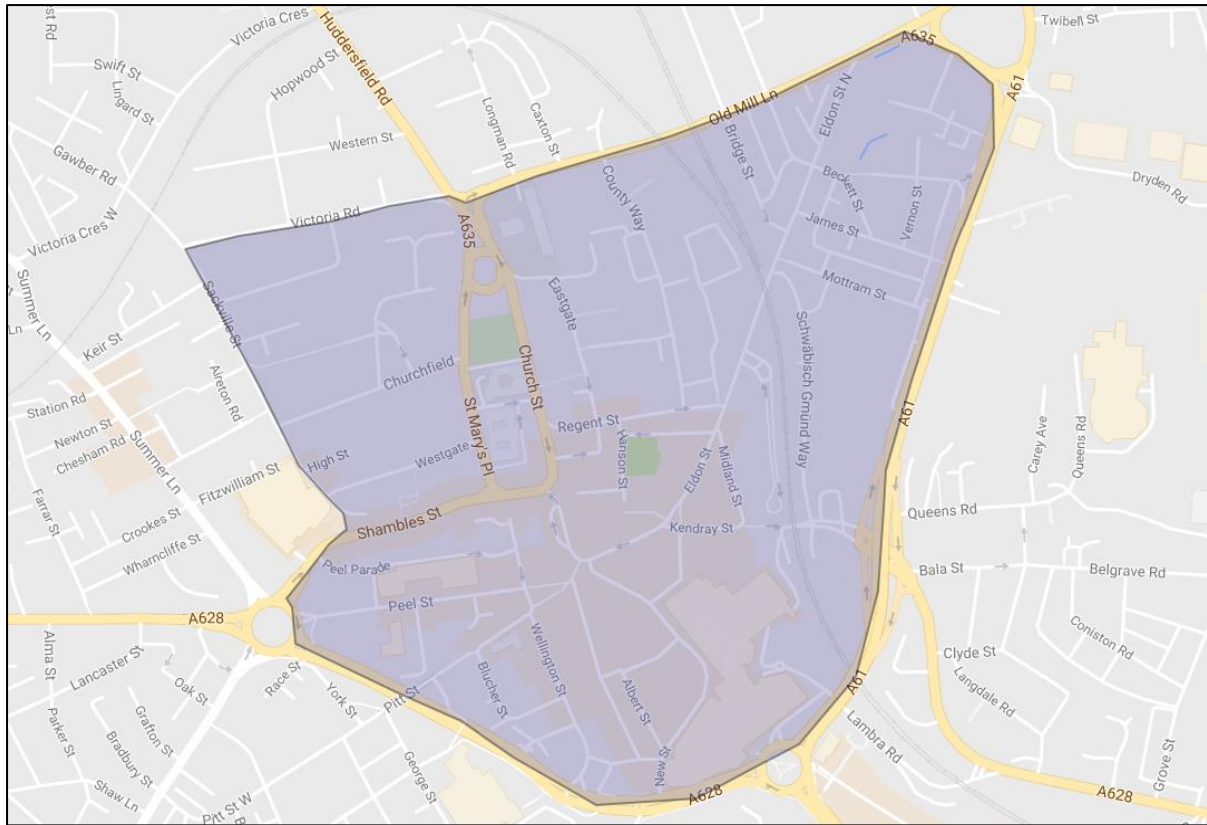 Victoria Cres
Huddersfield Rd
Twibell St
A635
Swift St
Lingard St
Hopwood St
Longman Rd
Caxton St
Old Mill Ln
Eldon St N
A61
Western St
Bridge St
Gawber Rd
Beckett St
Dryden Rd
County Way
Vernon St
Victoria Rd
James St
Victoria Cres W
A635
Mottram St
Summer Ln
Sackville St
Eastgate
Keir St
Schwäbisch Gmünd Way
Churchfield
Church St
Station Rd
Aireton Rd
St Mary's Pl
A61
Newton St
Regent St
Carey Ave
Queens Rd
Chesham Rd
Summer Ln
Westgate
Hanson St
Eldon St
Midland St
High St
Fitzwilliam St
Farrar St
Crookes St
Shambles St
Kendray St
Queens Rd
Wharncliffe St
Peel Parade
Bala St
Belgrave Rd
A628
Peel St
Alma St
Lancaster St
Wellington St
Coniston Rd
Clyde St
Race St
Oak St
Blucher St
Pitt St
York St
Albert St
A61
Langdale Rd
Parker St
Grafton St
Bradbury St
Lambra Rd
George St
New St
Grove St
Shaw Ln
A628
A628
Pitt St W